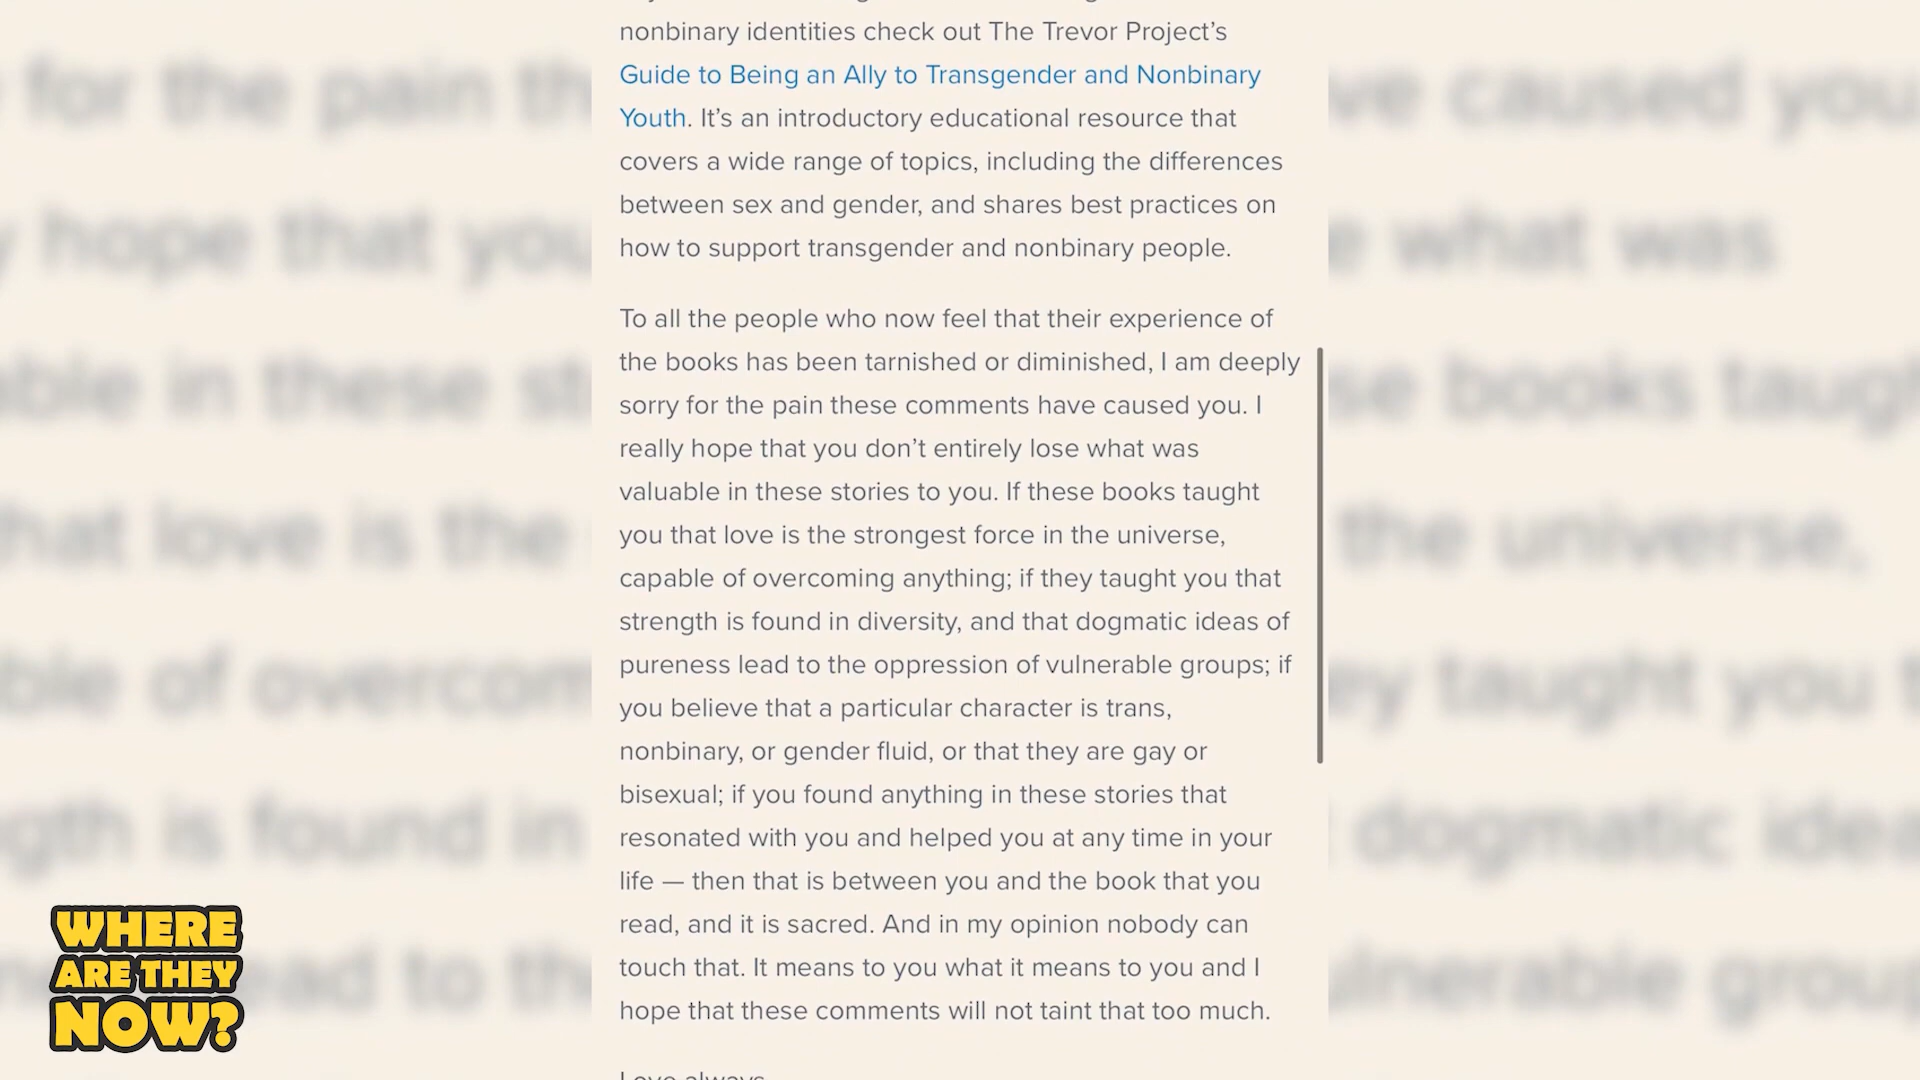 nonbinary identities check out The Trevor Project’s
Guide to Being an Ally to Transgender and Nonbinary
Youth. It’s an introductory educational resource that
covers a wide range of topics, including the differences
between sex and gender, and shares best practices on
how to support transgender and nonbinary people.
To all the people who now feel that their experience of
the books has been tarnished or diminished, I am deeply
sorry for the pain these comments have caused you. I
really hope that you don’t entirely lose what was
valuable in these stories to you. If these books taught
you that love is the strongest force in the universe,
capable of overcoming anything; if they taught you that
strength is found in diversity, and that dogmatic ideas of
pureness lead to the oppression of vulnerable groups; if
you believe that a particular character is trans,
nonbinary, or gender fluid, or that they are gay or
bisexual; if you found anything in these stories that
resonated with you and helped you at any time in your
life — then that is between you and the book that you
read, and it is sacred. And in my opinion nobody can
touch that. It means to you what it means to you and I
hope that these comments will not taint that too much.
Love always
WHERE
ARE THEY
NOW?